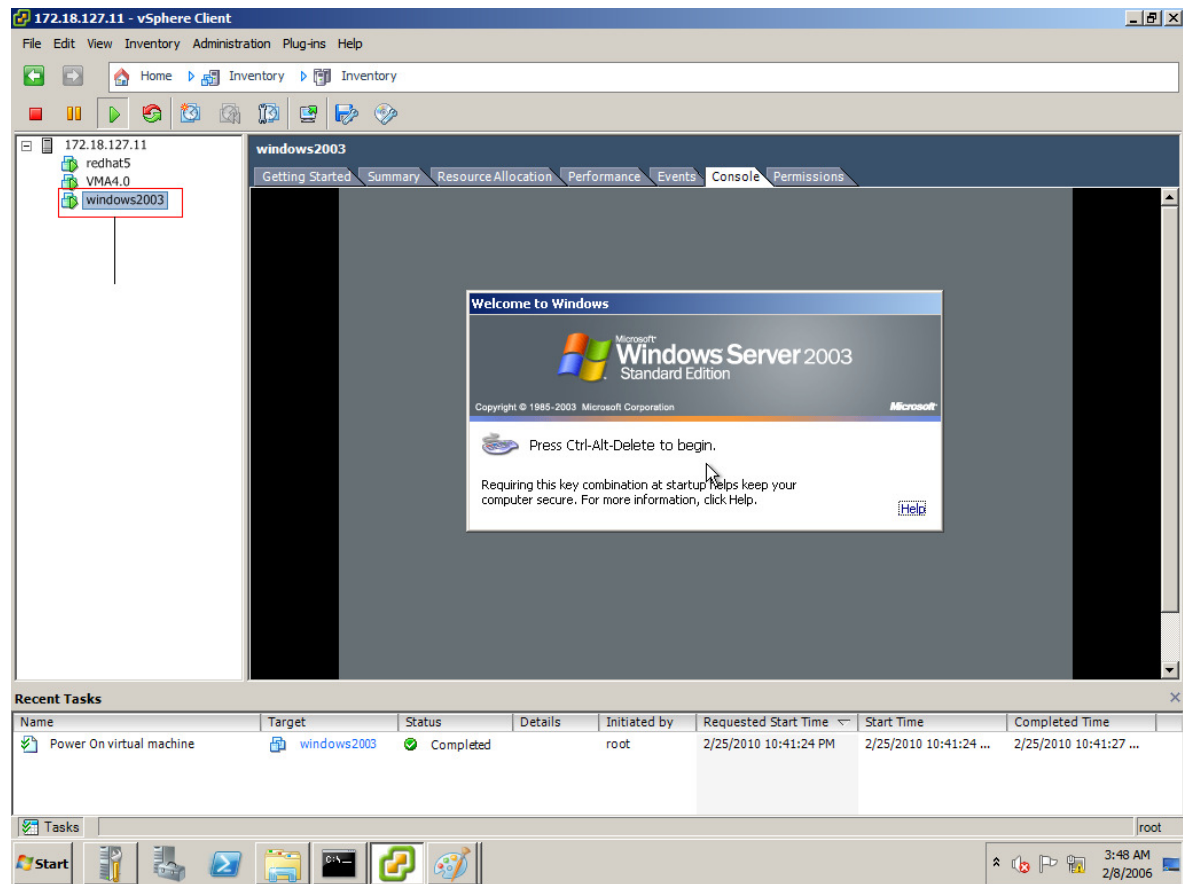 172.18.127.11 - vSphere Client
File Edit View Inventory Administration Plug-ins Help
Home Inventory Inventory
172.18.127.11
redhat5
VMA4.0
windows2003
windows2003
Getting Started Summary Resource Allocation Performance Events Console Permissions
Welcome to Windows
Microsoft
Windows Server 2003
Standard Edition
Copyright © 1985-2003 Microsoft Corporation Microsoft
Press Ctrl-Alt-Delete to begin.
Requiring this key combination at startup helps keep your
computer secure. For more information, click Help.
Help
Recent Tasks
Name Target Status Details Initiated by Requested Start Time Start Time Completed Time
Power On virtual machine windows2003 Completed root 2/25/2010 10:41:24 PM 2/25/2010 10:41:24 ... 2/25/2010 10:41:27 ...
Tasks root
Start C:\_ 3:48 AM
2/8/2006